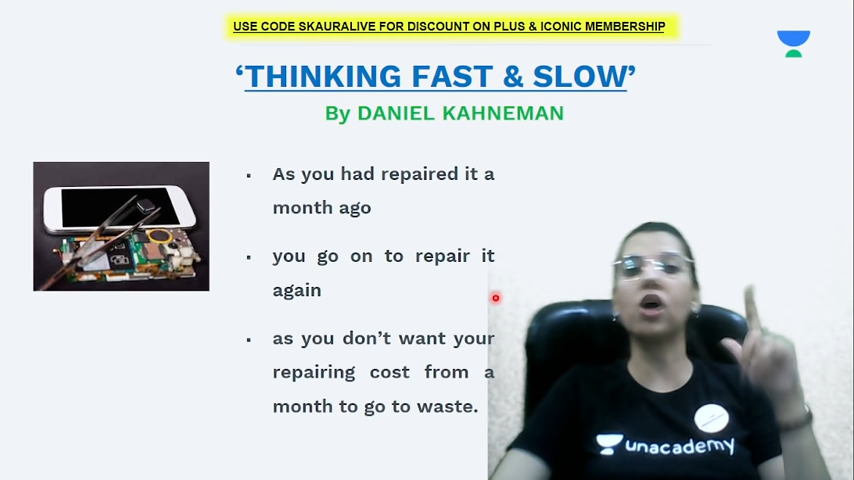 USE CODE SKAURALIVE FOR DISCOUNT ON PLUS & ICONIC MEMBERSHIP
‘THINKING FAST & SLOW’
By DANIEL KAHNEMAN
▪ As you had repaired it a
month ago
▪ you go on to repair it
again
▪ as you don’t want your
repairing cost from a
month to go to waste.
unacademy